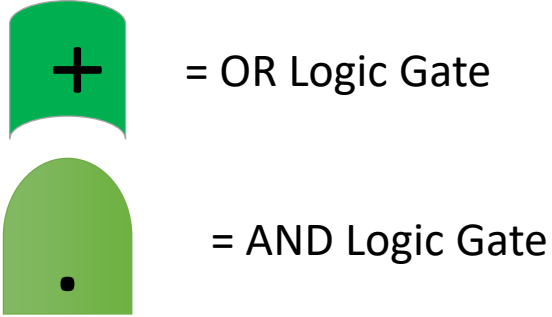 + = OR Logic Gate
. = AND Logic Gate